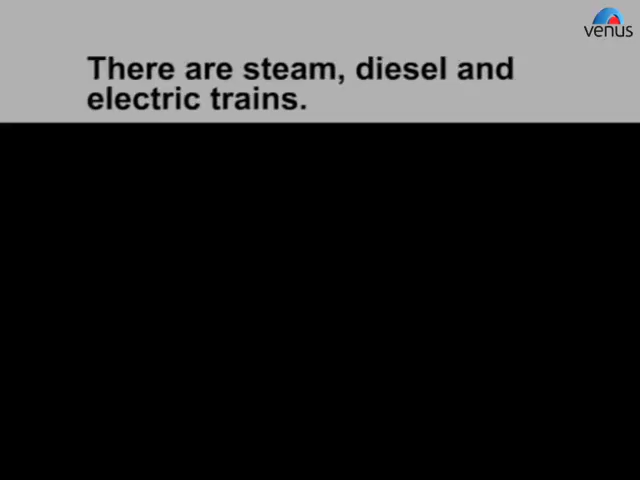 venus
There are steam, diesel and
electric trains.